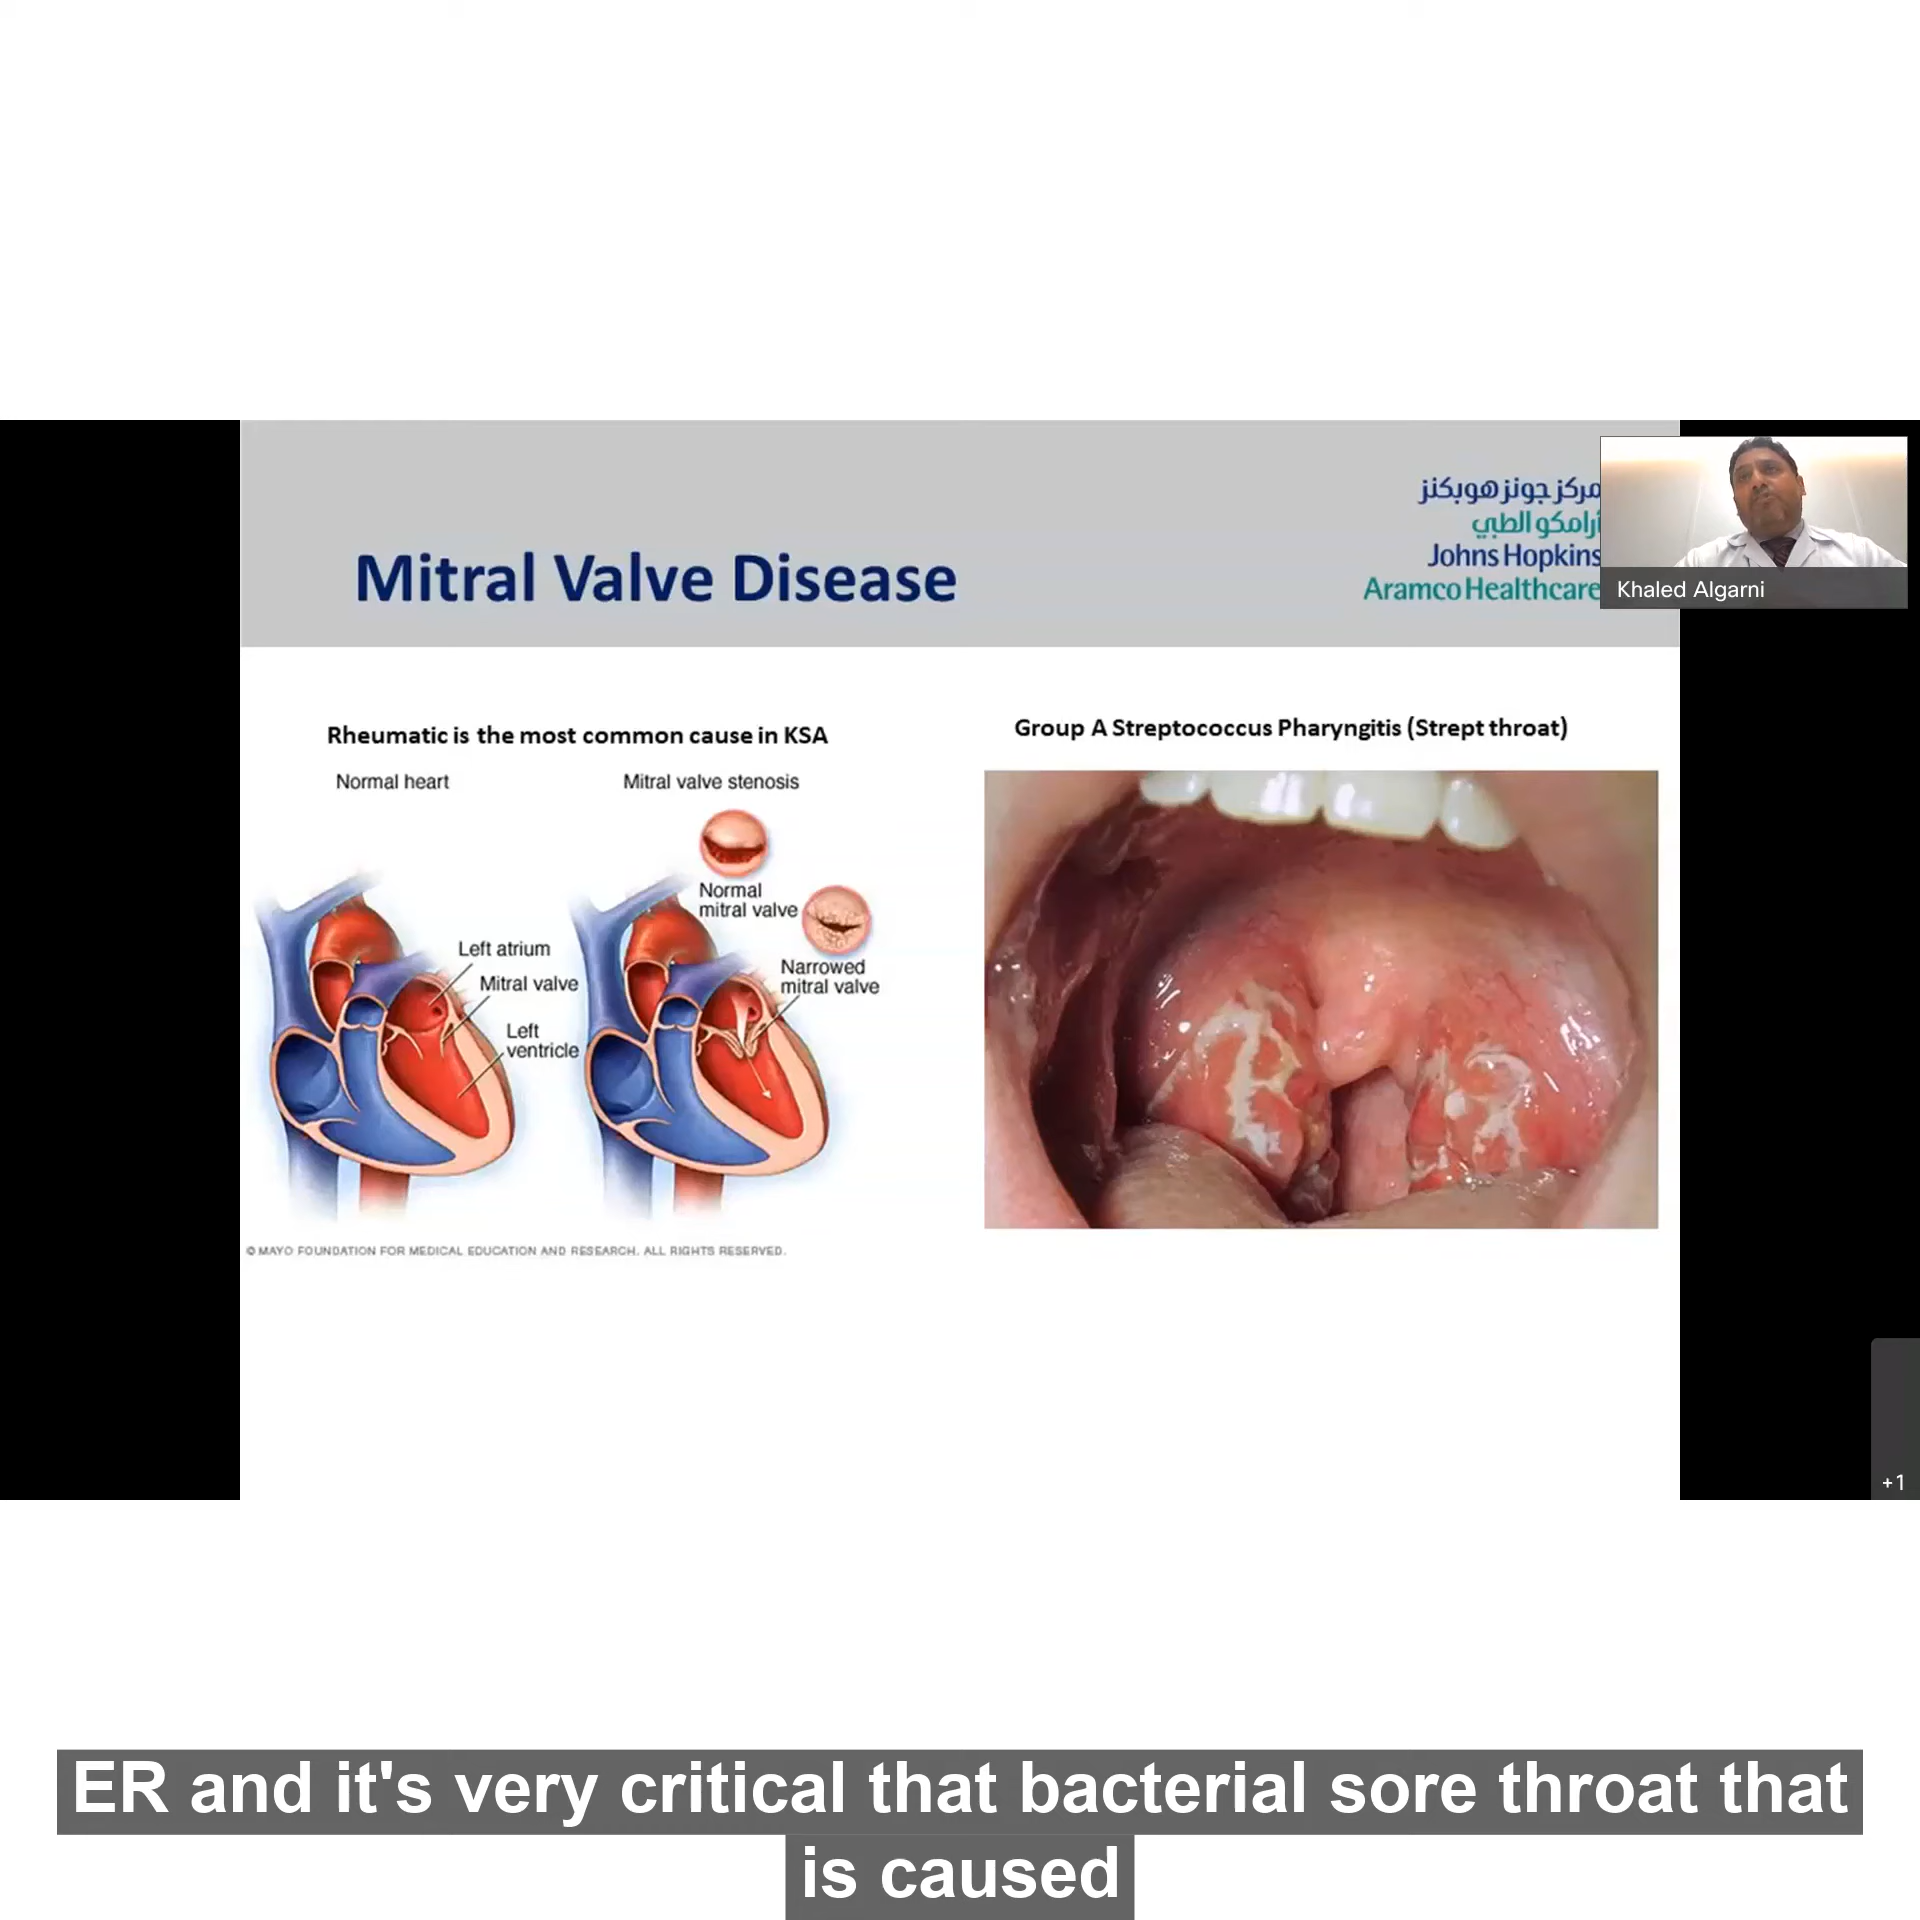 مركز جونز هوبكنز
أرامكو الطبي
Johns Hopkins
Aramco Healthcare
Khaled Algarni
Mitral Valve Disease
Rheumatic is the most common cause in KSA
Normal heart
Mitral valve stenosis
Normal
mitral valve
Narrowed
mitral valve
Left atrium
Mitral valve
Left
ventricle
© MAYO FOUNDATION FOR MEDICAL EDUCATION AND RESEARCH. ALL RIGHTS RESERVED.
Group A Streptococcus Pharyngitis (Strept throat)
+1
ER and it's very critical that bacterial sore throat that
is caused